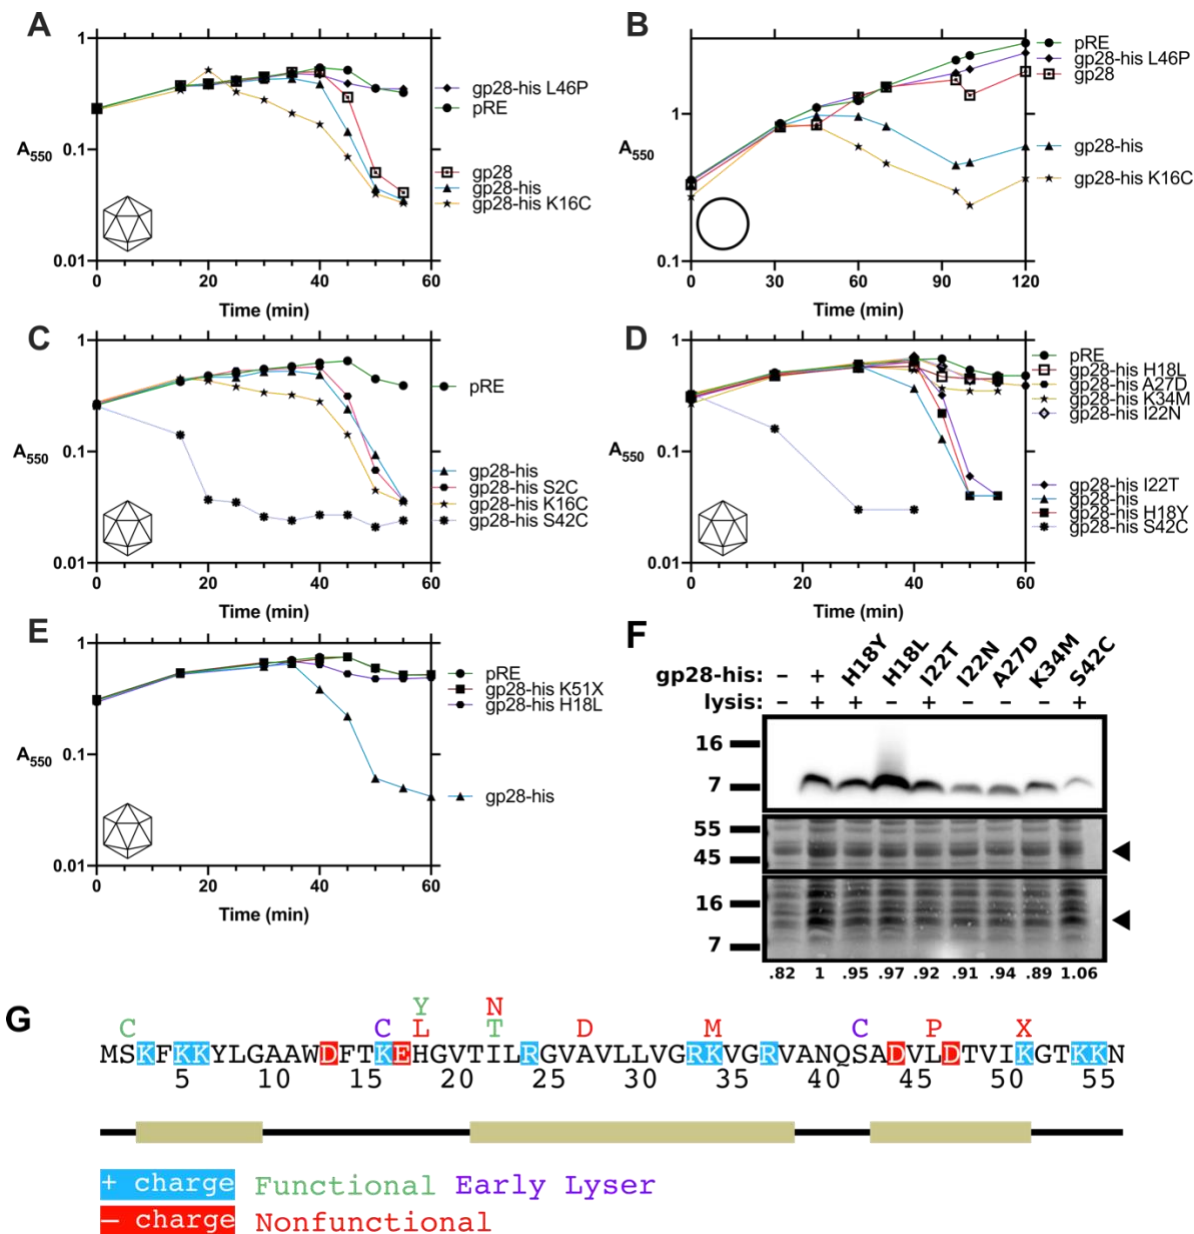 A
1
0.1
0.01
A550
0 20 40 60
Time (min)
gp28-his L46P
pRE
gp28
gp28-his
gp28-his K16C
B
1
0.1
A550
0 30 60 90 120
Time (min)
pRE
gp28-his L46P
gp28
gp28-his
gp28-his K16C
C
1
0.1
0.01
A550
0 20 40 60
Time (min)
pRE
gp28-his
gp28-his S2C
gp28-his K16C
gp28-his S42C
D
1
0.1
0.01
A550
0 20 40 60
Time (min)
pRE
gp28-his H18L
gp28-his A27D
gp28-his K34M
gp28-his I22N
gp28-his I22T
gp28-his
gp28-his H18Y
gp28-his S42C
E
1
0.1
0.01
A550
0 20 40 60
Time (min)
pRE
gp28-his K51X
gp28-his H18L
gp28-his
F
gp28-his: – + H18Y H18L I22T I22N A27D K34M S42C
lysis: – + + – + – – – +
16
7
55
45
16
7
.82 1 .95 .97 .92 .91 .94 .89 1.06
G
Y N
C C L T D M C P X
MSKFKKYLGAAWDFTKEHGVTILRGVAVLLVGRKVGRVANQSADVLDTVIKGTKKN
5 10 15 20 25 30 35 40 45 50 55
+ charge Functional Early Lyser
– charge Nonfunctional